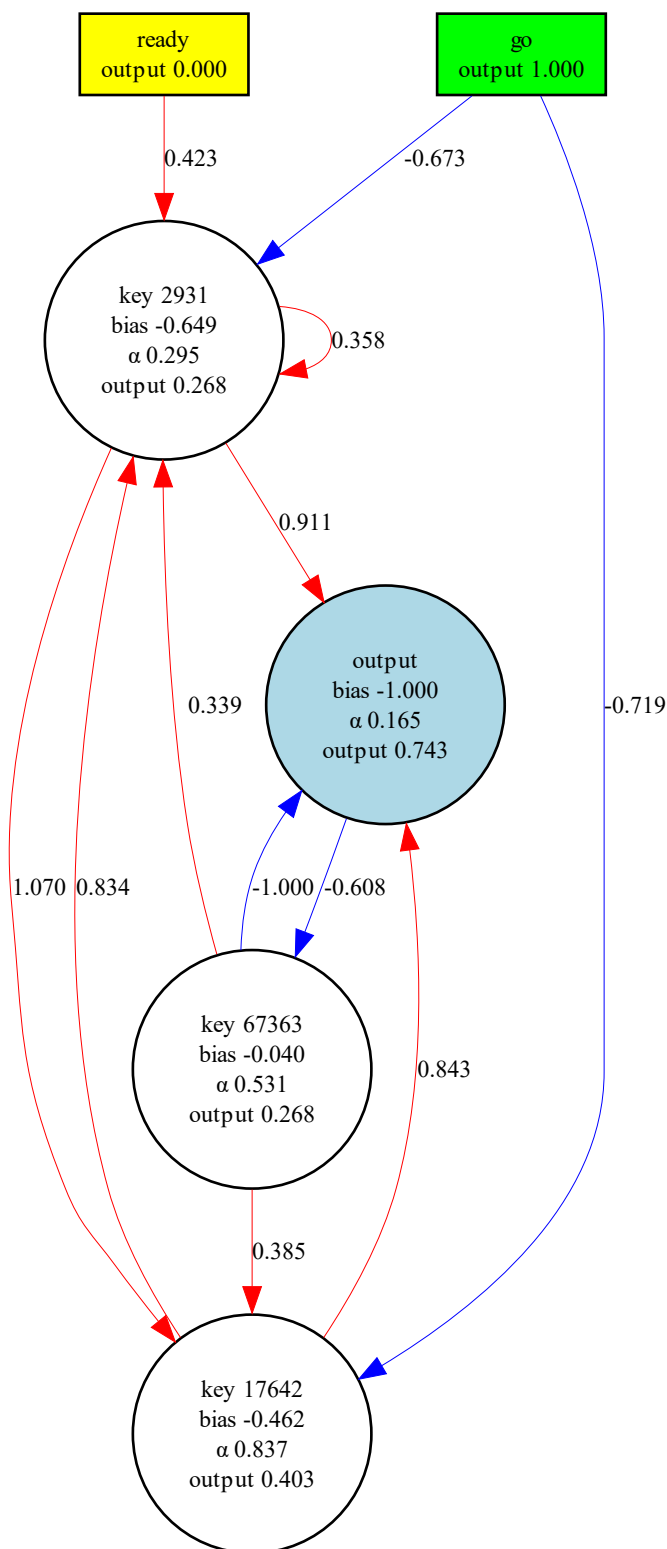 ready
output 0.000
go
output 1.000
0.423
-0.673
key 2931
bias -0.649
α 0.295
output 0.268
0.358
0.911
output
bias -1.000
α 0.165
output 0.743
0.339
-0.719
1.070
0.834
-1.000
-0.608
key 67363
bias -0.040
α 0.531
output 0.268
0.843
0.385
key 17642
bias -0.462
α 0.837
output 0.403